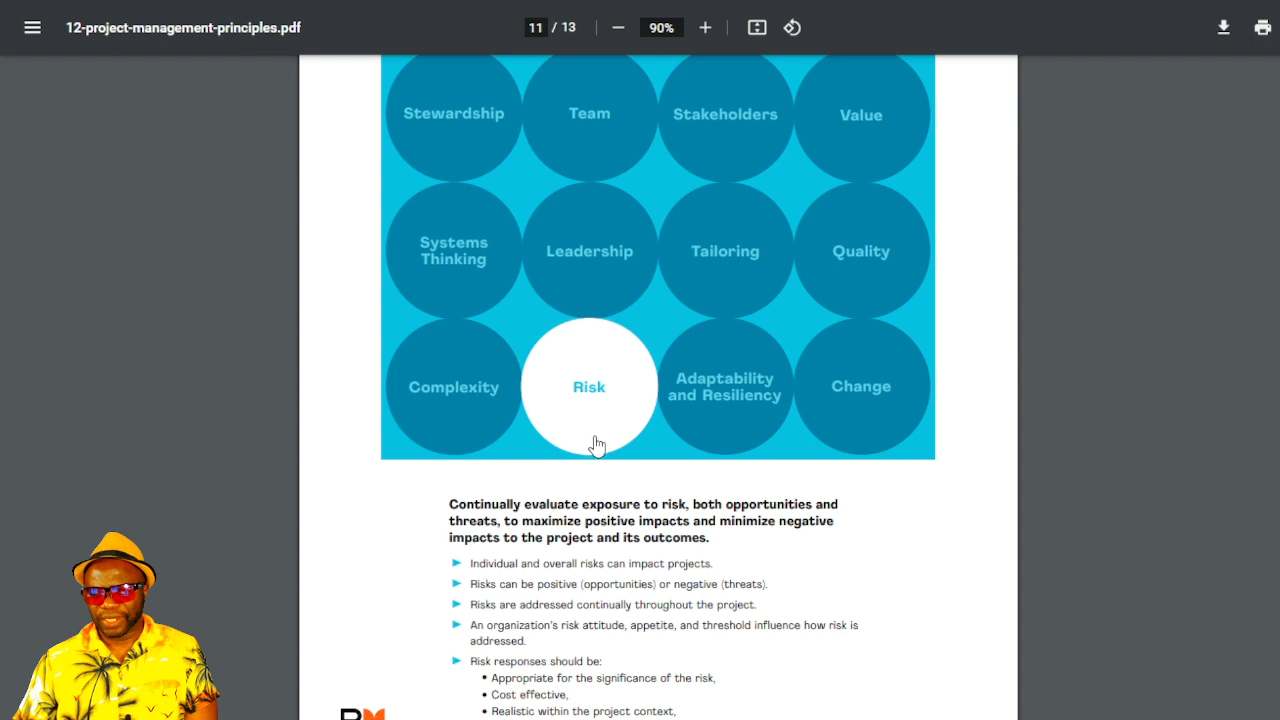 12-project-management-principles.pdf
11 / 13
90%
Stewardship
Team
Stakeholders
Value
Systems
Thinking
Leadership
Tailoring
Quality
Complexity
Risk
Adaptability
and Resiliency
Change
Continually evaluate exposure to risk, both opportunities and
threats, to maximize positive impacts and minimize negative
impacts to the project and its outcomes.
Individual and overall risks can impact projects.
Risks can be positive (opportunities) or negative (threats).
Risks are addressed continually throughout the project.
An organization's risk attitude, appetite, and threshold influence how risk is
addressed.
Risk responses should be:
• Appropriate for the significance of the risk,
• Cost effective,
• Realistic within the project context,